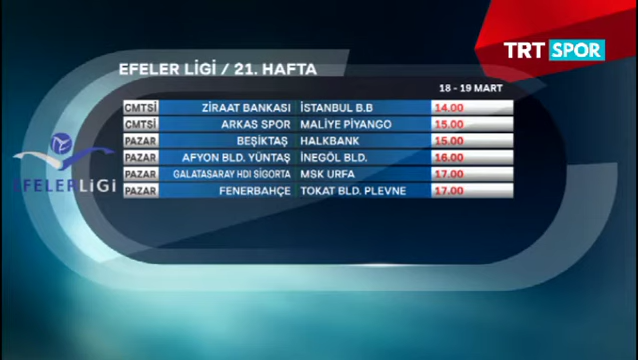 TRT SPOR
EFELER LİGİ / 21. HAFTA
18 - 19 MART
CMTSİ ZİRAAT BANKASI İSTANBUL B.B 14.00
CMTSİ ARKAS SPOR MALİYE PİYANGO 15.00
PAZAR BEŞİKTAŞ HALKBANK 15.00
PAZAR AFYON BLD. YÜNTAŞ İNEGÖL BLD. 16.00
PAZAR GALATASARAY HDI SİGORTA MSK URFA 17.00
PAZAR FENERBAHÇE TOKAT BLD. PLEVNE 17.00
EFELERLİGİ